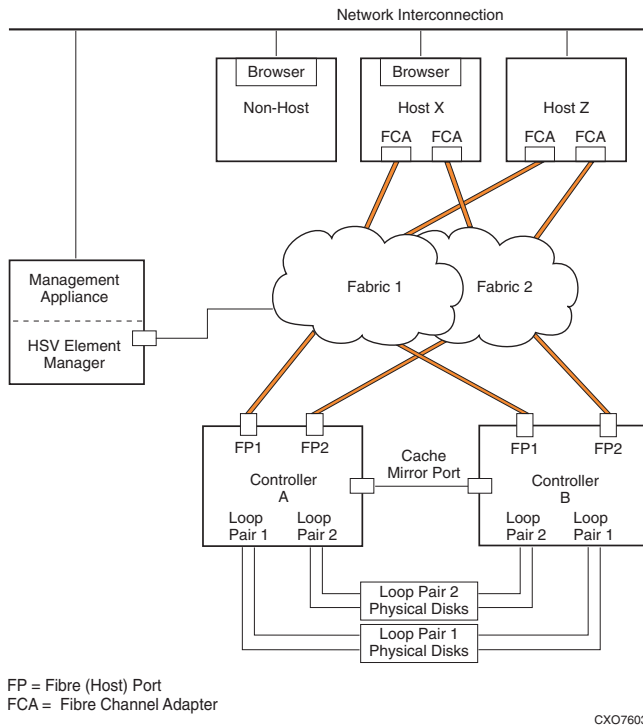 Network Interconnection
Browser
Browser
Non-Host
Host X
Host Z
FCA
FCA
FCA
FCA
Management
Appliance
HSV Element
Manager
Fabric 1
Fabric 2
FP1
FP2
FP1
FP2
Controller
A
Cache
Mirror Port
Controller
B
Loop
Pair 1
Loop
Pair 2
Loop
Pair 2
Loop
Pair 1
Loop Pair 2
Physical Disks
Loop Pair 1
Physical Disks
FP = Fibre (Host) Port
FCA = Fibre Channel Adapter
CXO7603